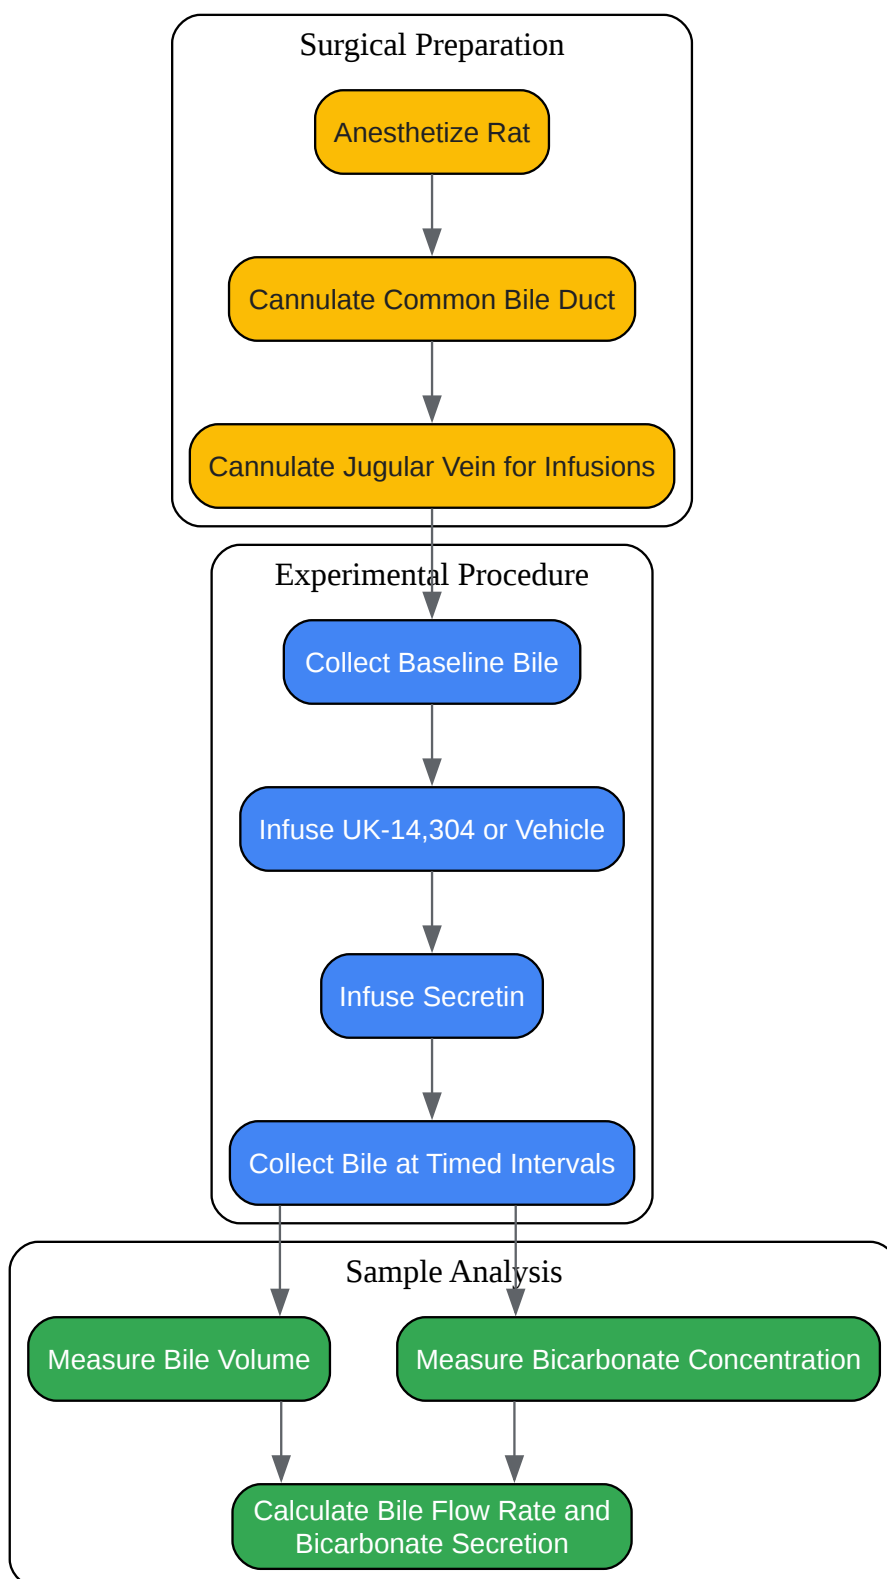 Surgical Preparation
Anesthetize Rat
Cannulate Common Bile Duct
Cannulate Jugular Vein for Infusions
Experimental Procedure
Collect Baseline Bile
Infuse UK-14,304 or Vehicle
Infuse Secretin
Collect Bile at Timed Intervals
Sample Analysis
Measure Bile Volume
Measure Bicarbonate Concentration
Calculate Bile Flow Rate and
Bicarbonate Secretion